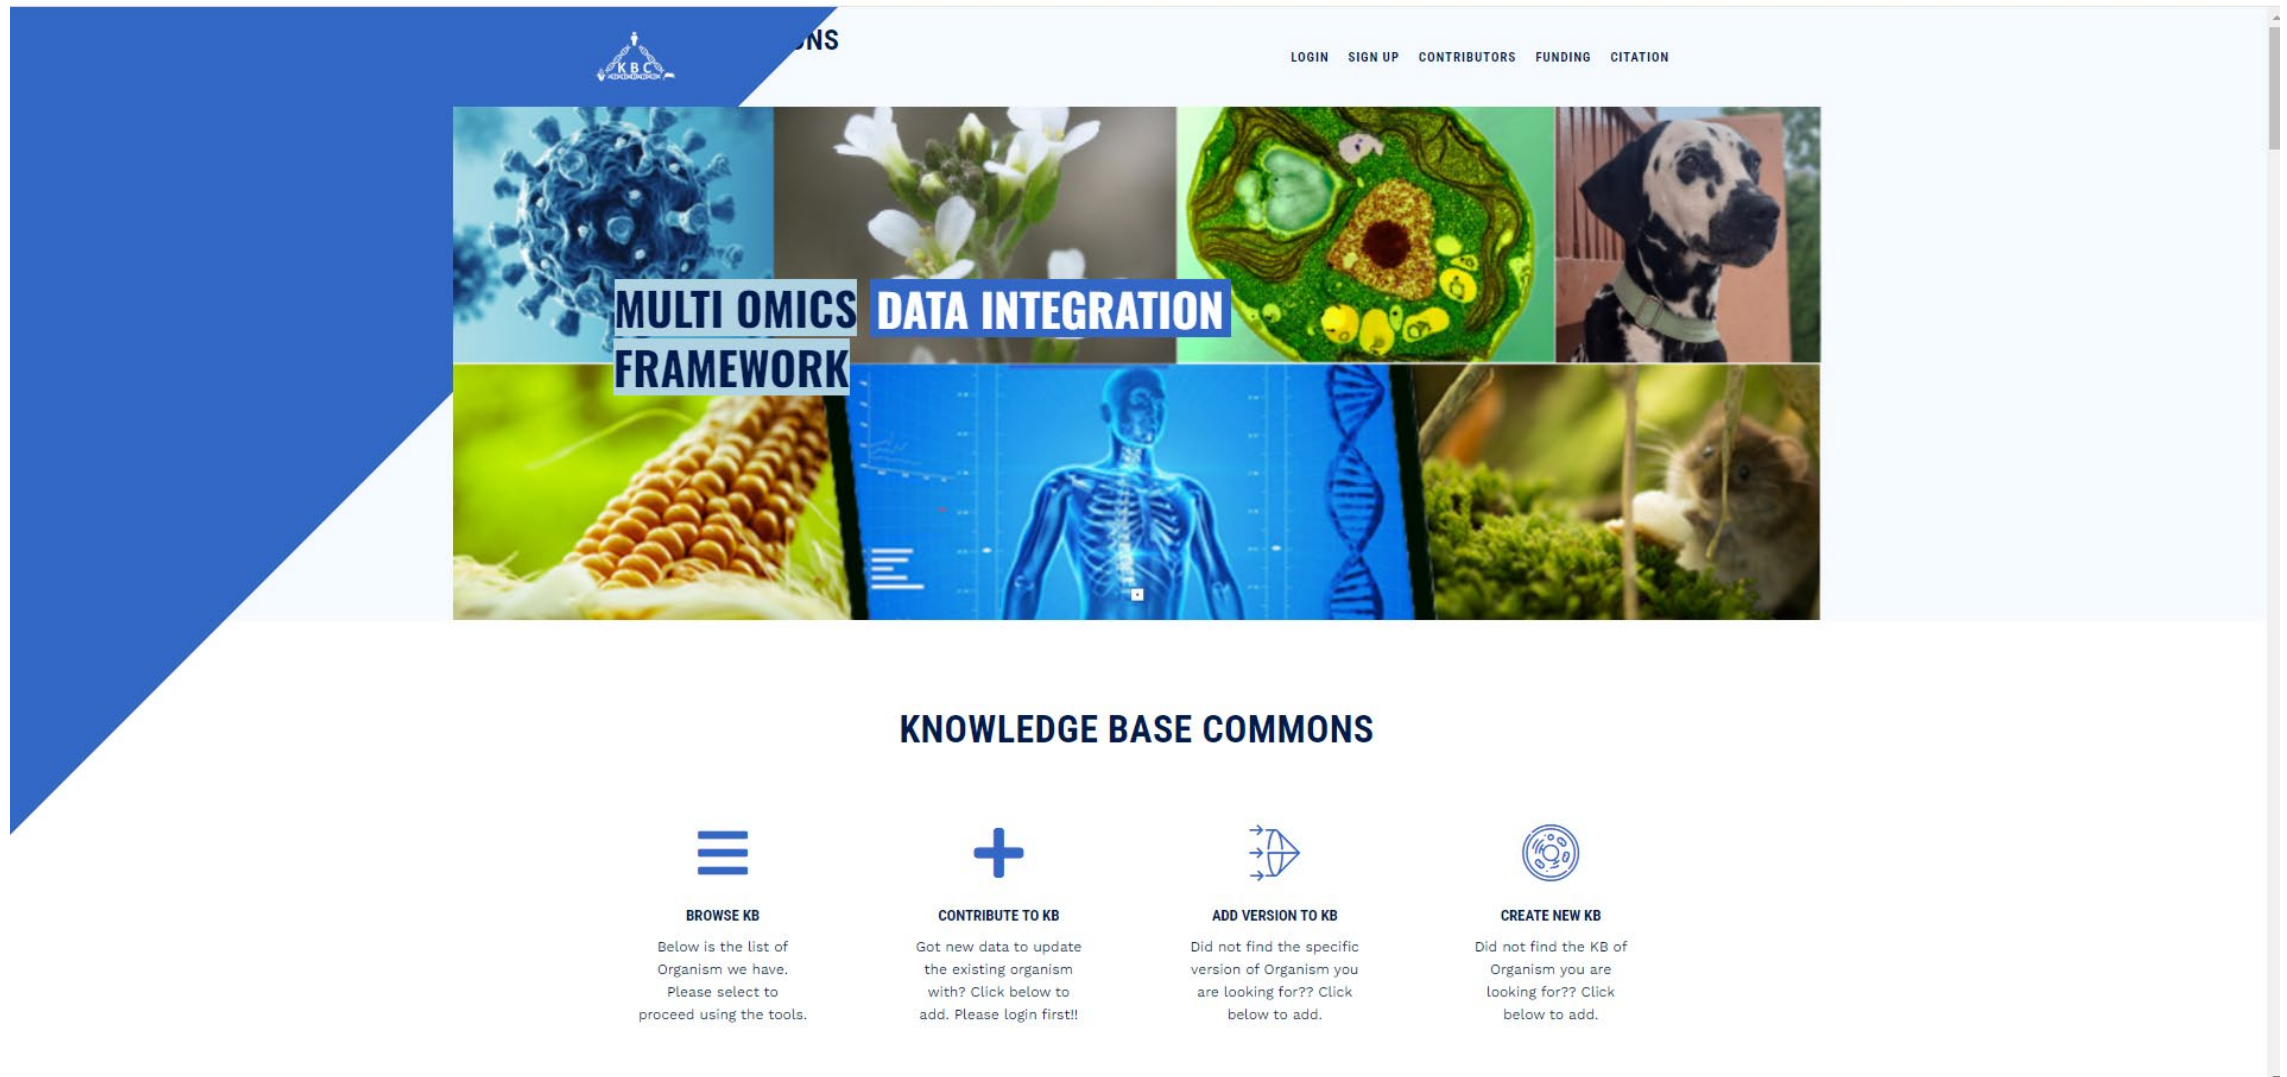 KBC
LOGIN SIGN UP CONTRIBUTORS FUNDING CITATION
MULTI OMICS DATA INTEGRATION
FRAMEWORK
KNOWLEDGE BASE COMMONS
BROWSE KB
Below is the list of
Organism we have.
Please select to
proceed using the tools.
CONTRIBUTE TO KB
Got new data to update
the existing organism
with? Click below to
add. Please login first!!
ADD VERSION TO KB
Did not find the specific
version of Organism you
are looking for?? Click
below to add.
CREATE NEW KB
Did not find the KB of
Organism you are
looking for?? Click
below to add.